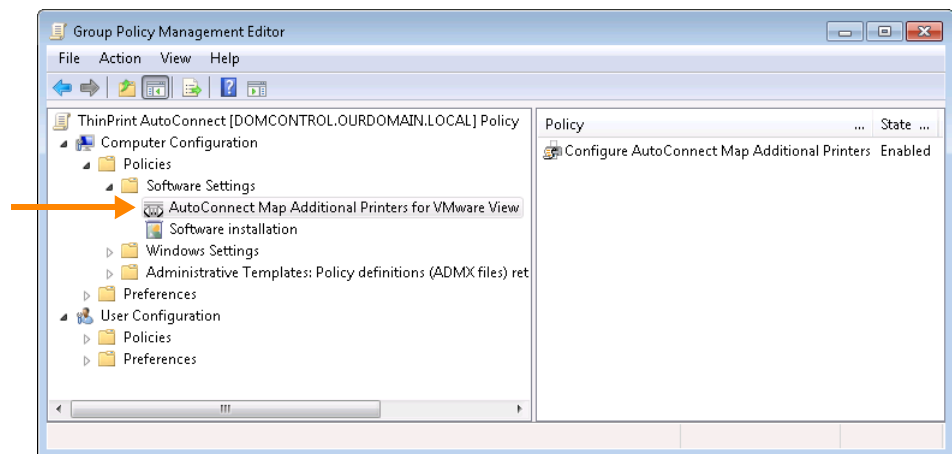 Group Policy Management Editor
File Action View Help
ThinPrint AutoConnect [DOMCONTROL.OURDOMAIN.LOCAL] Policy
Computer Configuration
Policies
Software Settings
AutoConnect Map Additional Printers for VMware View
Software installation
Windows Settings
Administrative Templates: Policy definitions (ADMX files) ret
Preferences
User Configuration
Policies
Preferences
Policy ... State ...
Configure AutoConnect Map Additional Printers Enabled